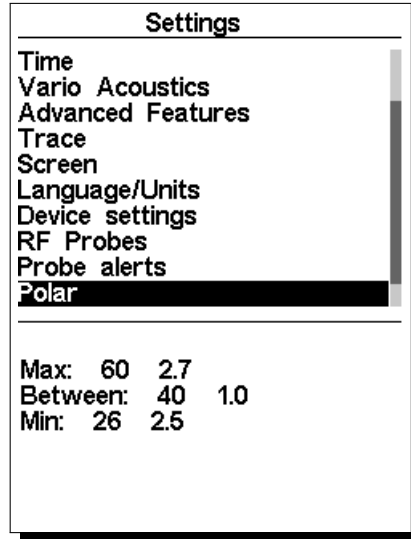 Settings
Time
Vario Acoustics
Advanced Features
Trace
Screen
Language/Units
Device settings
RF Probes
Probe alerts
Polar
Max: 60 2.7
Between: 40 1.0
Min: 26 2.5